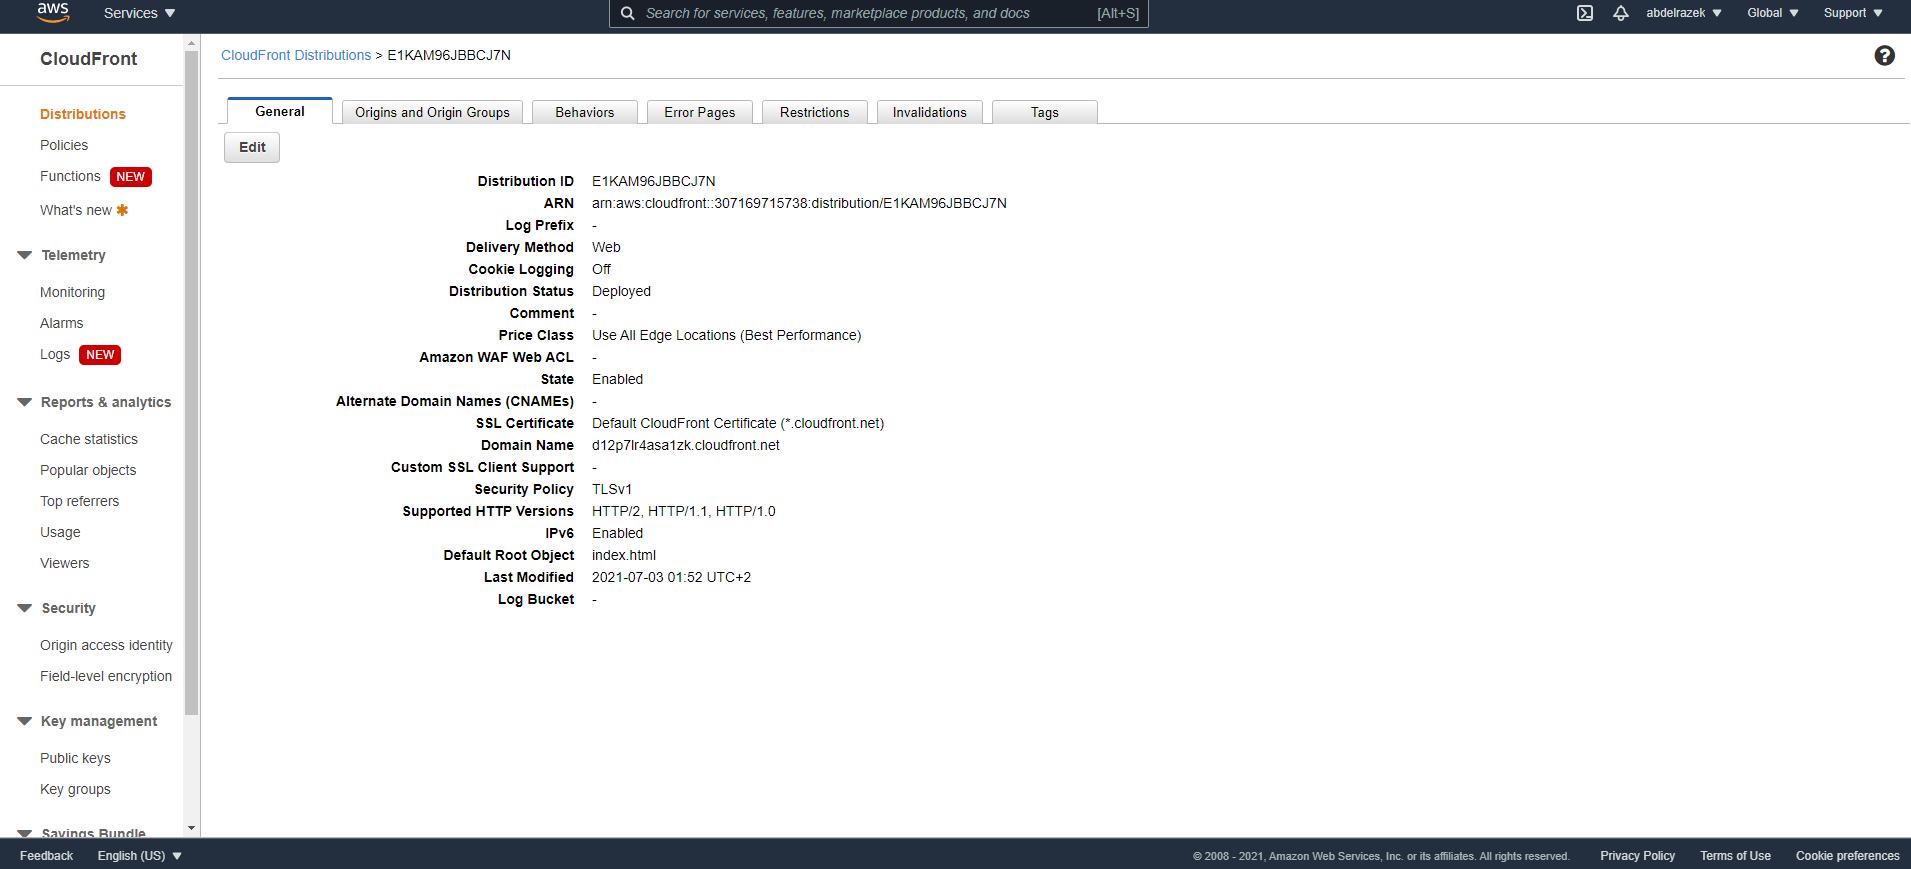 aws Services Search for services, features, marketplace products, and docs [Alt+S] abdelrazek Global Support
CloudFront
Distributions
Policies
Functions NEW
What's new
Telemetry
Monitoring
Alarms
Logs NEW
Reports & analytics
Cache statistics
Popular objects
Top referrers
Usage
Viewers
Security
Origin access identity
Field-level encryption
Key management
Public keys
Key groups
Savings Bundle
CloudFront Distributions > E1KAM96JBBCJ7N
General Origins and Origin Groups Behaviors Error Pages Restrictions Invalidations Tags
Edit
Distribution ID E1KAM96JBBCJ7N
ARN arn:aws:cloudfront::307169715738:distribution/E1KAM96JBBCJ7N
Log Prefix -
Delivery Method Web
Cookie Logging Off
Distribution Status Deployed
Comment -
Price Class Use All Edge Locations (Best Performance)
Amazon WAF Web ACL -
State Enabled
Alternate Domain Names (CNAMEs) -
SSL Certificate Default CloudFront Certificate (*.cloudfront.net)
Domain Name d12p7lr4asa1zk.cloudfront.net
Custom SSL Client Support -
Security Policy TLSv1
Supported HTTP Versions HTTP/2, HTTP/1.1, HTTP/1.0
IPv6 Enabled
Default Root Object index.html
Last Modified 2021-07-03 01:52 UTC+2
Log Bucket -
Feedback English (US) © 2008 - 2021, Amazon Web Services, Inc. or its affiliates. All rights reserved. Privacy Policy Terms of Use Cookie preferences